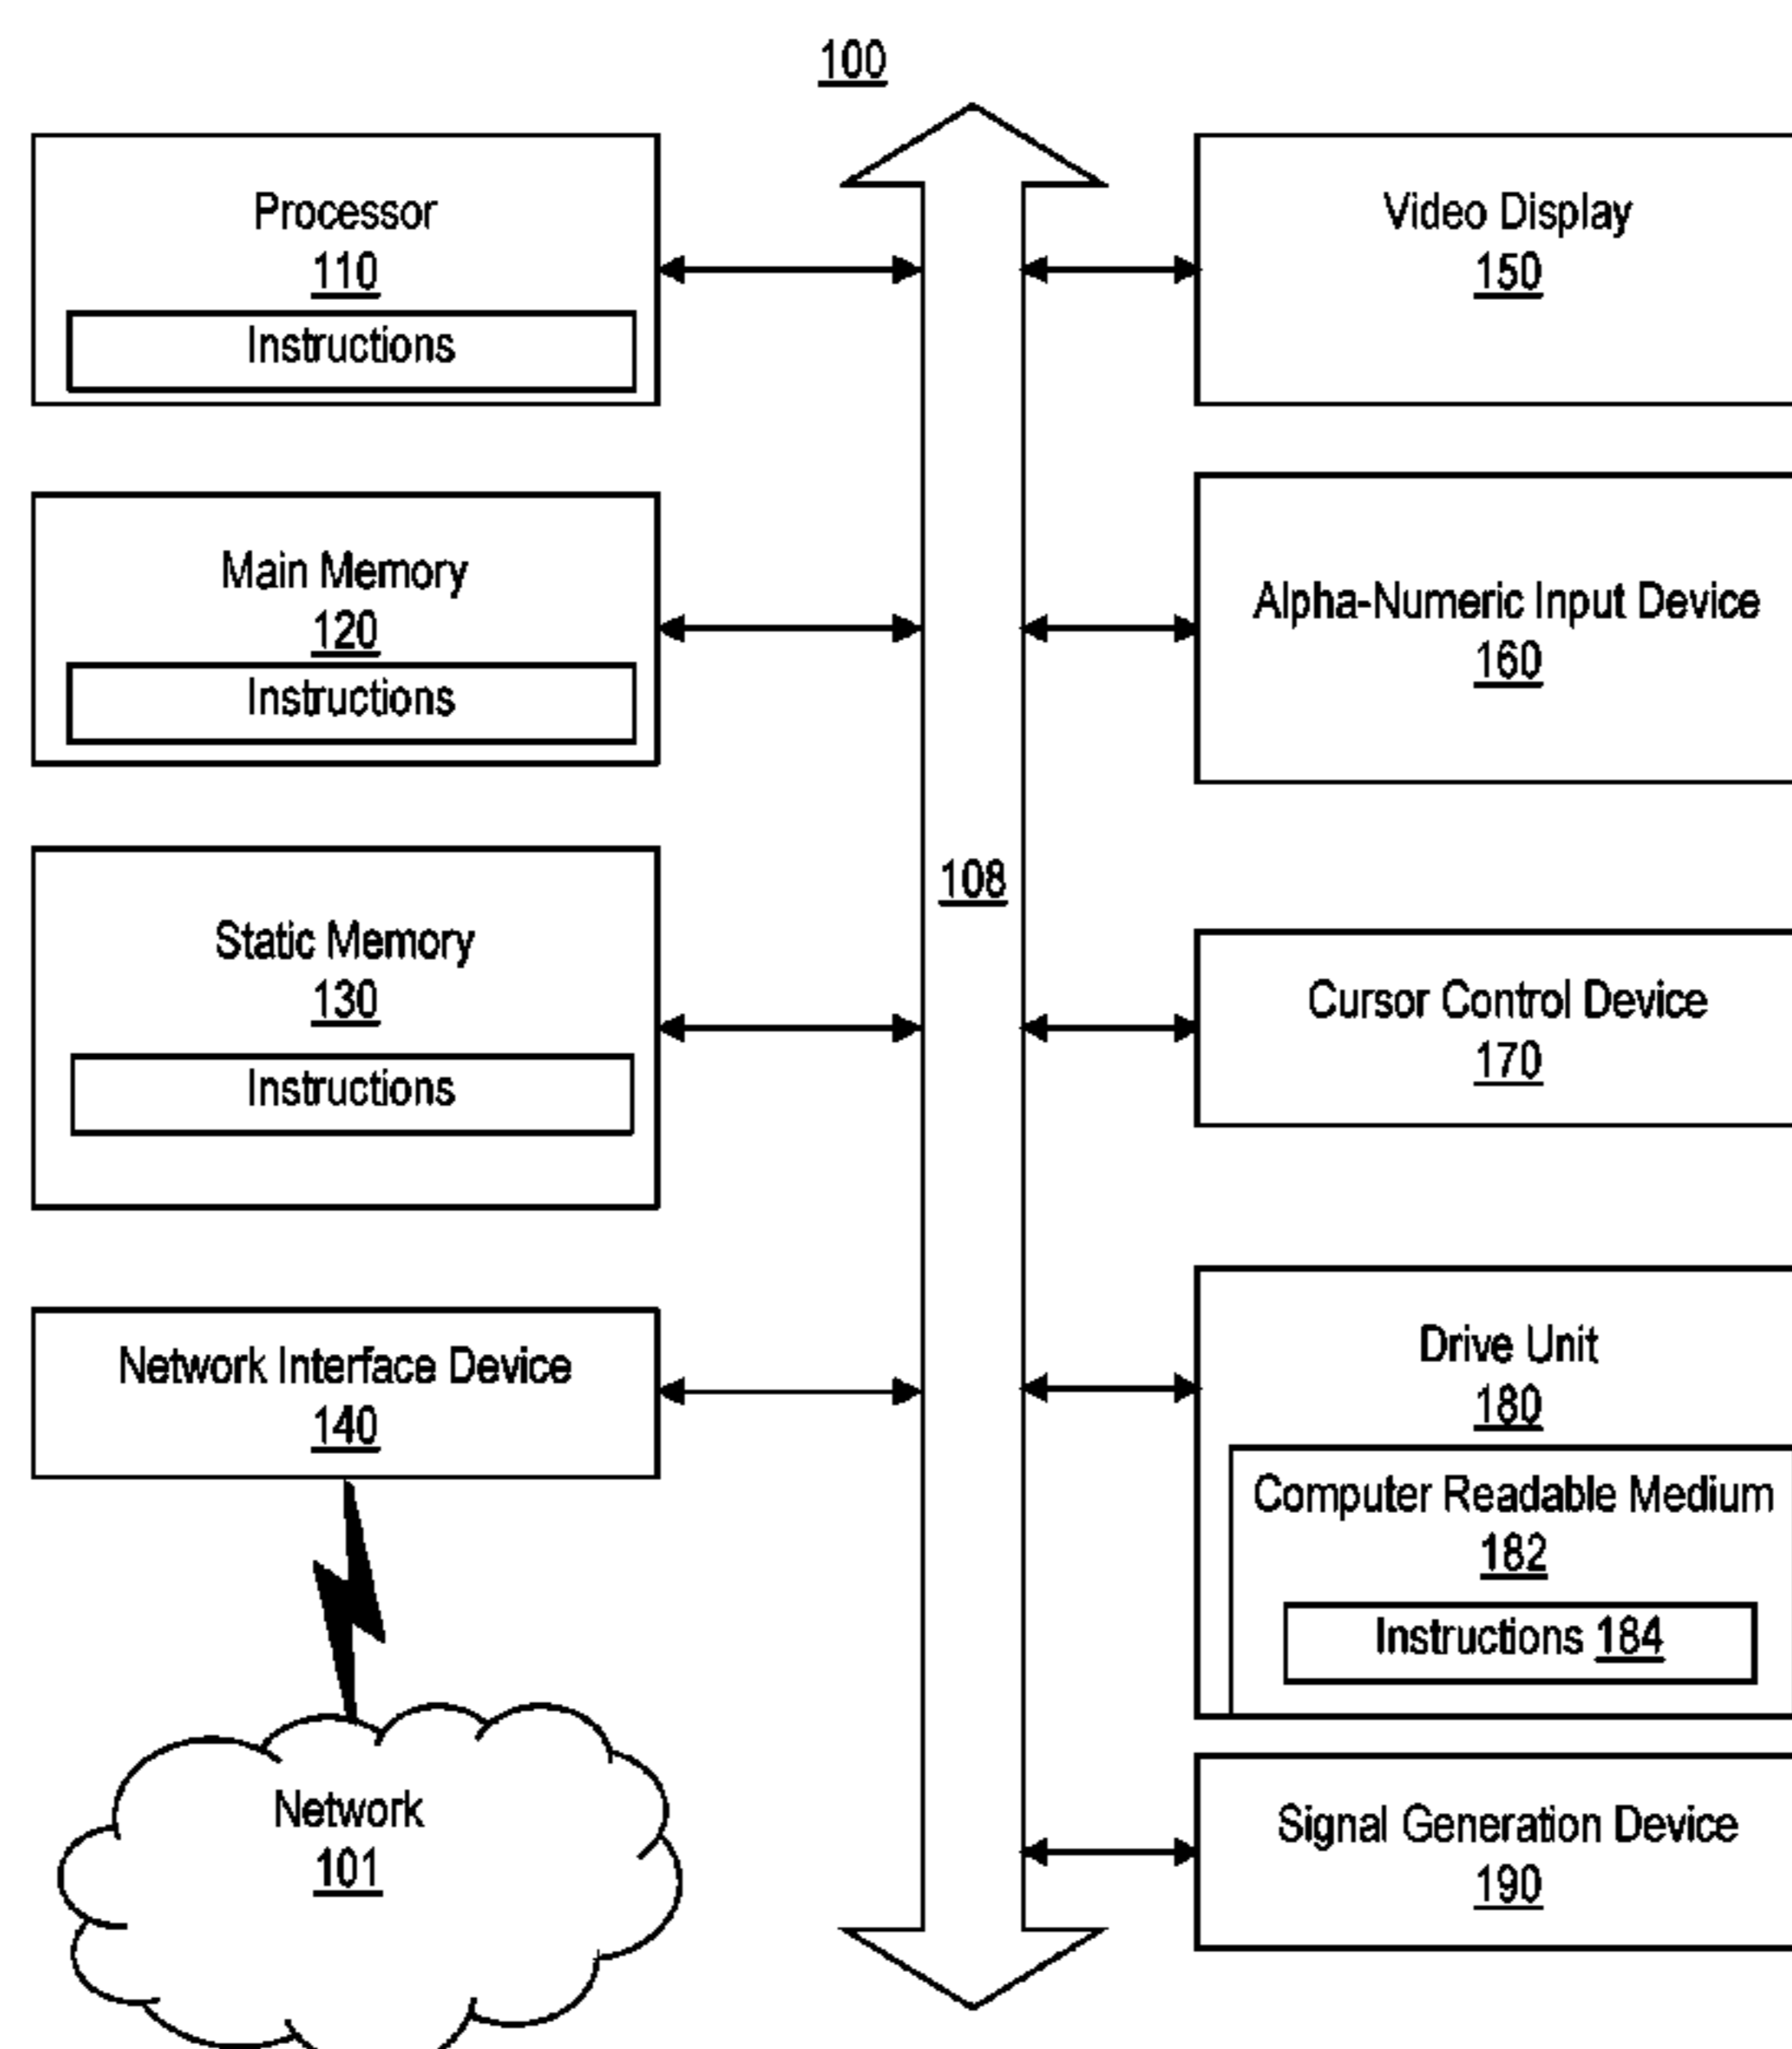 100
Processor
110
Instructions
Main Memory
120
Instructions
Static Memory
130
Instructions
Network Interface Device
140
Network
101
108
Video Display
150
Alpha-Numeric Input Device
160
Cursor Control Device
170
Drive Unit
180
Computer Readable Medium
182
Instructions 184
Signal Generation Device
190